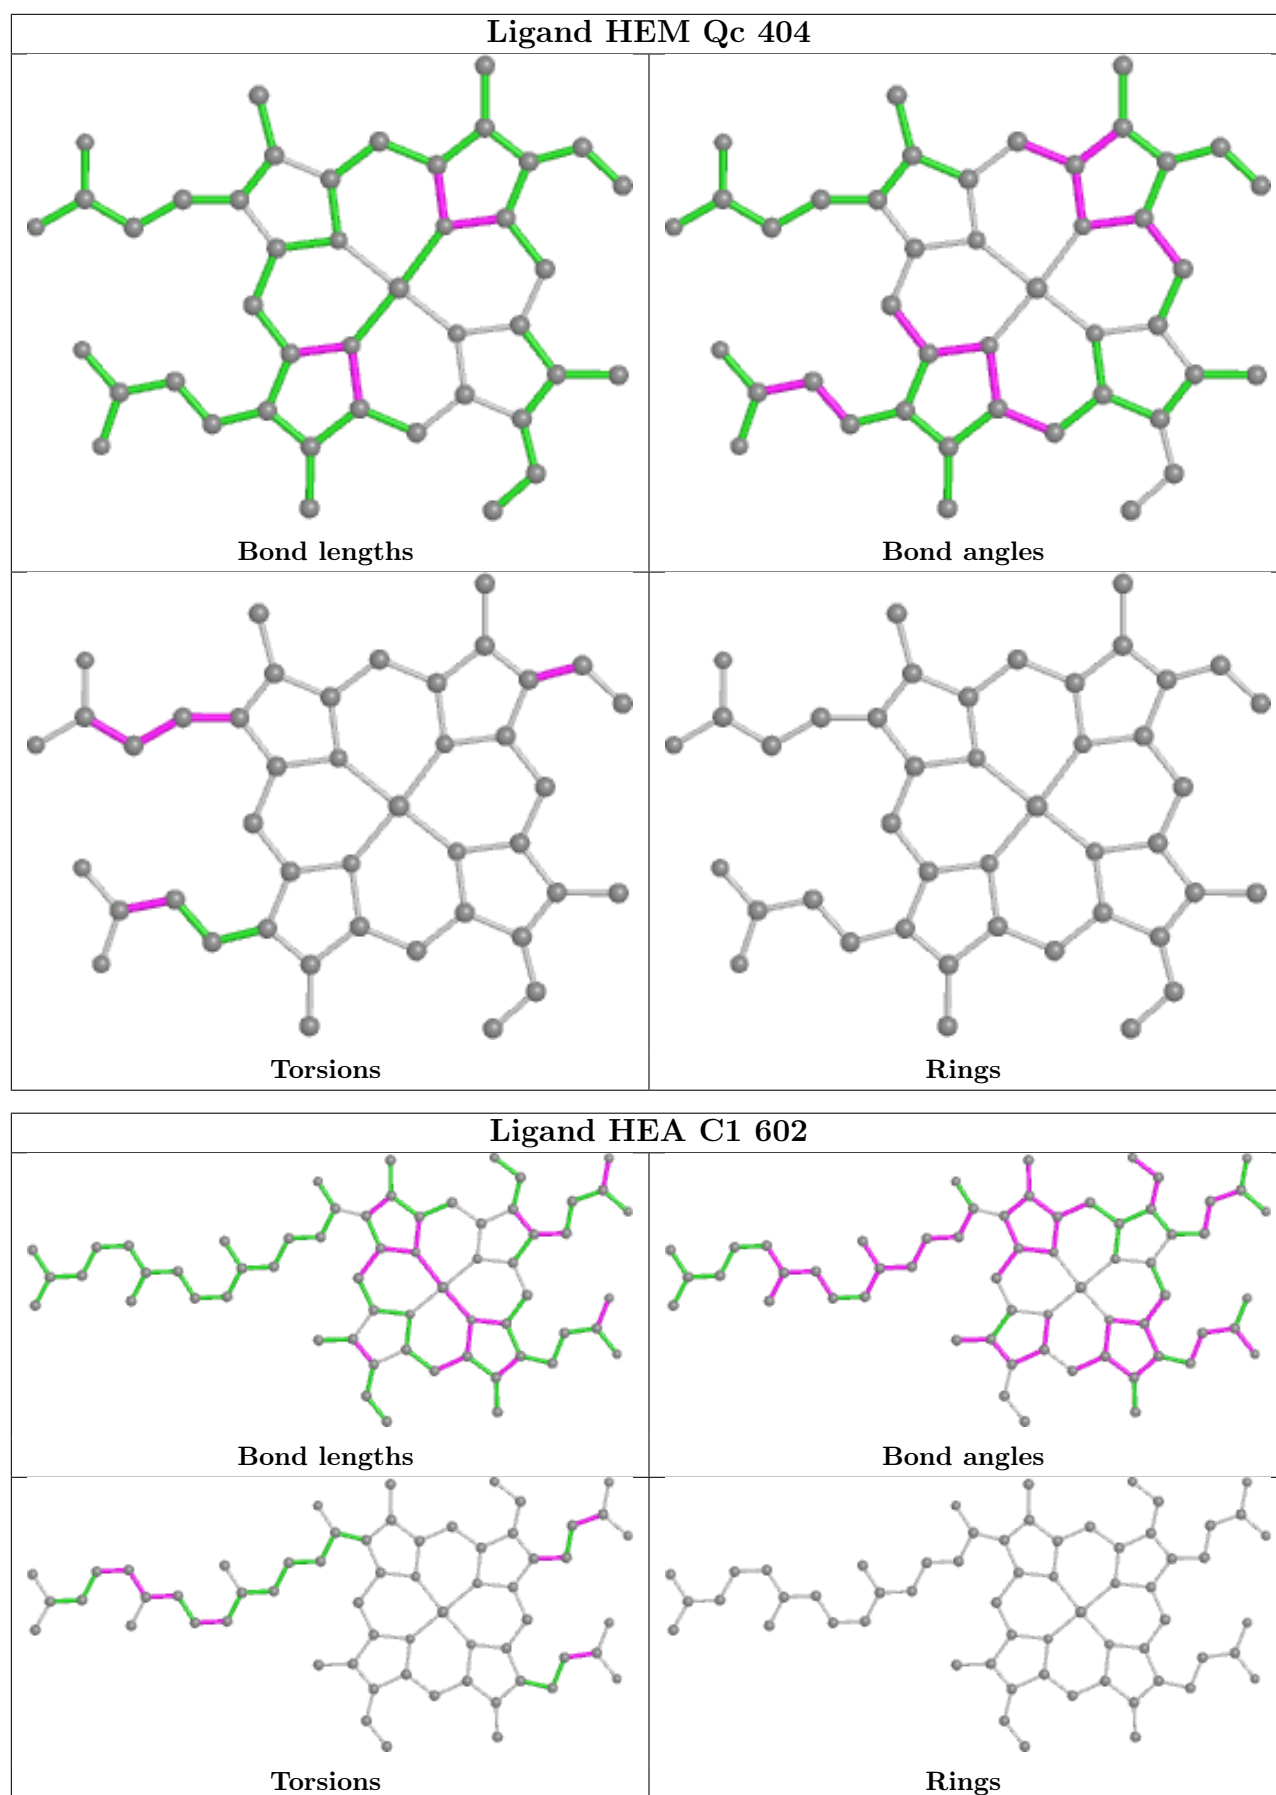 Ligand HEM Qc 404
Bond lengths
Bond angles
Torsions
Rings
Ligand HEA C1 602
Bond lengths
Bond angles
Torsions
Rings